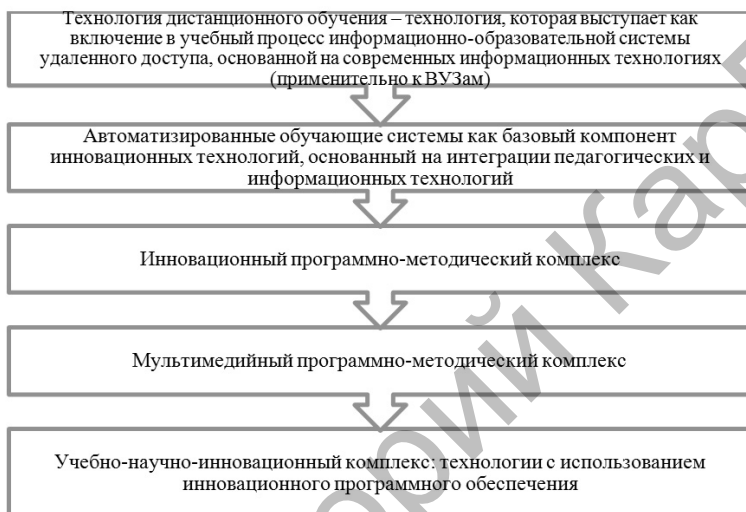 Технология дистанционного обучения – технология, которая выступает как
включение в учебный процесс информационно-образовательной системы
удаленного доступа, основанной на современных информационных технологиях
(применительно к ВУЗам)
Автоматизированные обучающие системы как базовый компонент
инновационных технологий, основанный на интеграции педагогических и
информационных технологий
Инновационный программно-методический комплекс
Мультимедийный программно-методический комплекс
Учебно-научно-инновационный комплекс: технологии с использованием
инновационного программного обеспечения